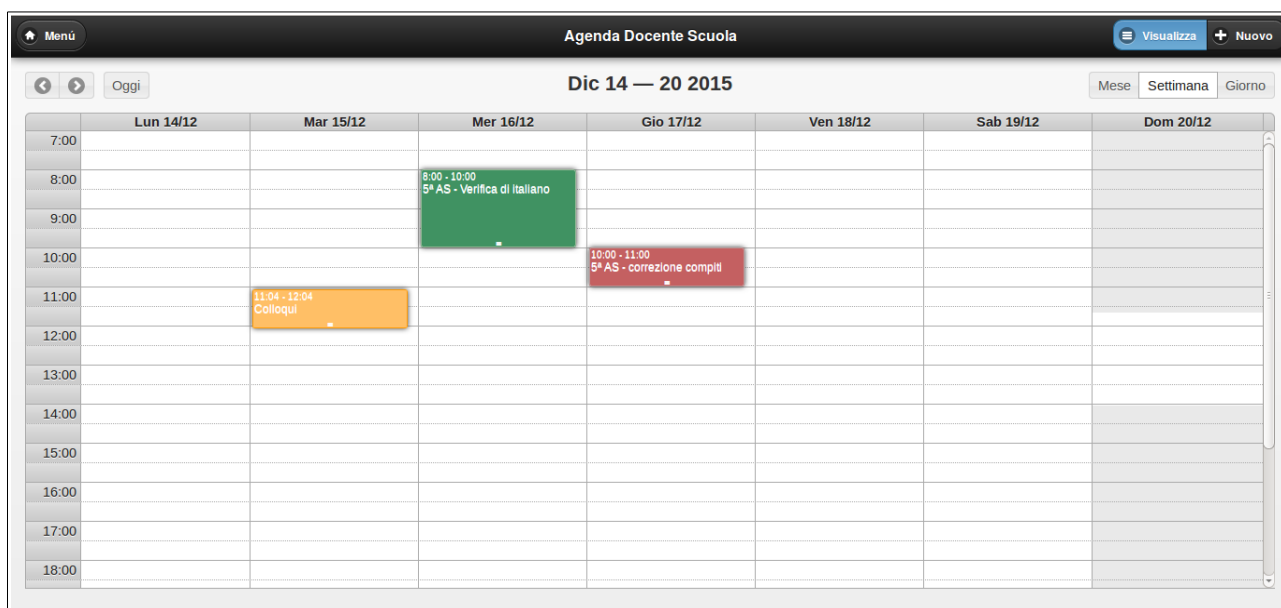 Menú
Agenda Docente Scuola
Visualizza
Nuovo
Oggi
Dic 14 — 20 2015
Mese Settimana Giorno
Lun 14/12 Mar 15/12 Mer 16/12 Gio 17/12 Ven 18/12 Sab 19/12 Dom 20/12
7:00
8:00
8:00 - 10:00
5ª AS - Verifica di italiano
9:00
10:00
10:00 - 11:00
5ª AS - correzione compiti
11:00
11:04 - 12:04
Colloqui
12:00
13:00
14:00
15:00
16:00
17:00
18:00